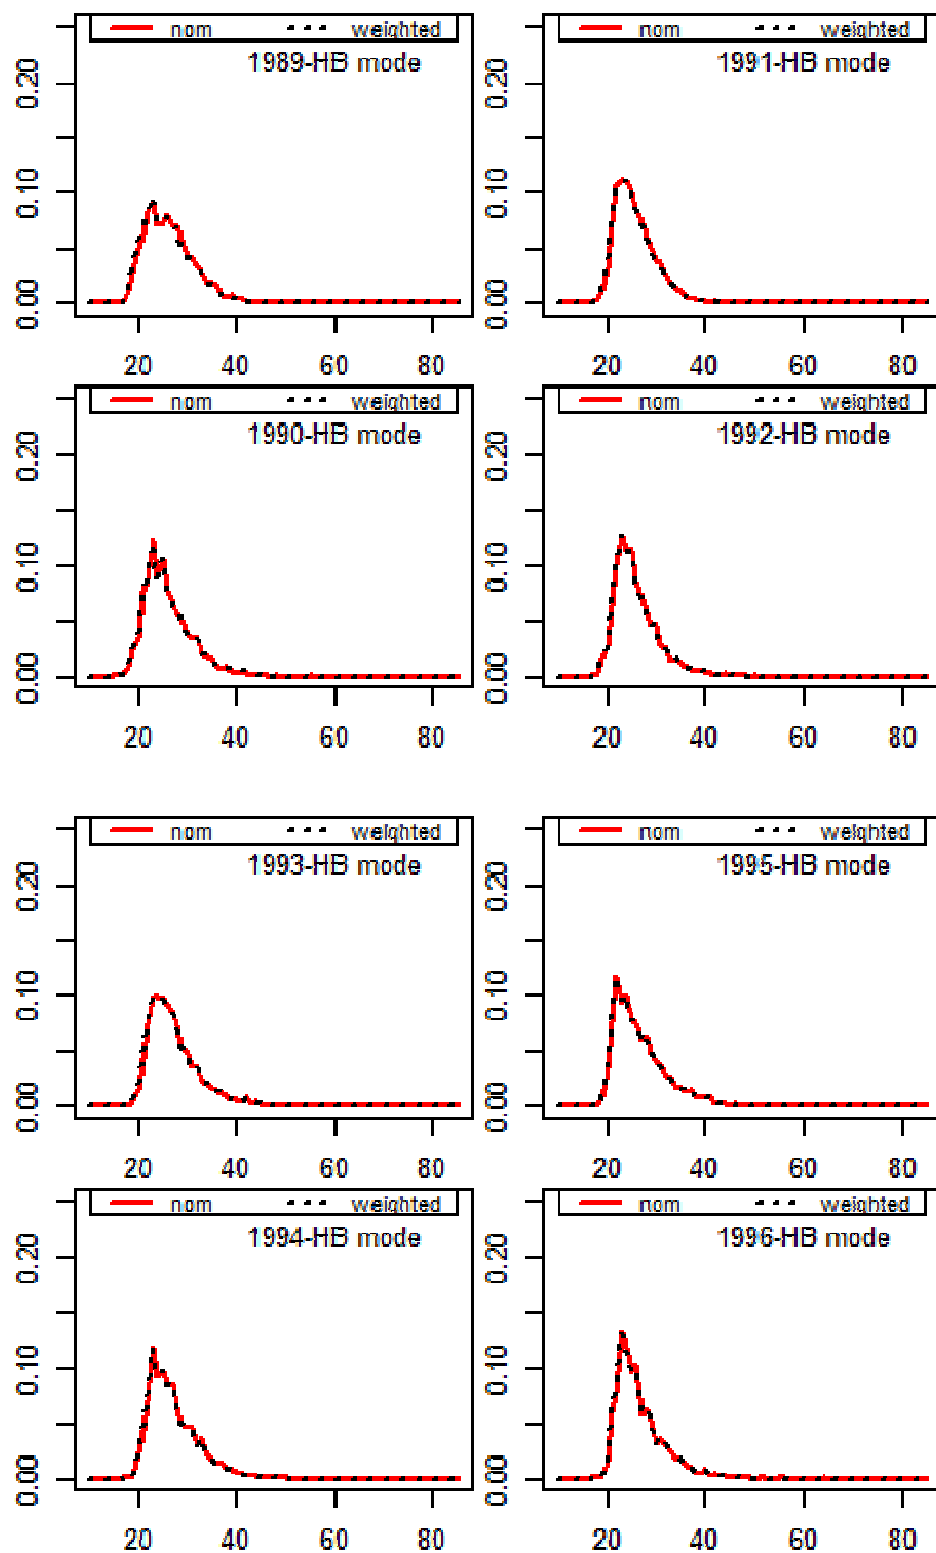 nom weighted
1989-HB mode
0.00 0.10 0.20
20 40 60 80
nom weighted
1991-HB mode
0.00 0.10 0.20
20 40 60 80
nom weighted
1990-HB mode
0.00 0.10 0.20
20 40 60 80
nom weighted
1992-HB mode
0.00 0.10 0.20
20 40 60 80
nom weighted
1993-HB mode
0.00 0.10 0.20
20 40 60 80
nom weighted
1995-HB mode
0.00 0.10 0.20
20 40 60 80
nom weighted
1994-HB mode
0.00 0.10 0.20
20 40 60 80
nom weighted
1996-HB mode
0.00 0.10 0.20
20 40 60 80